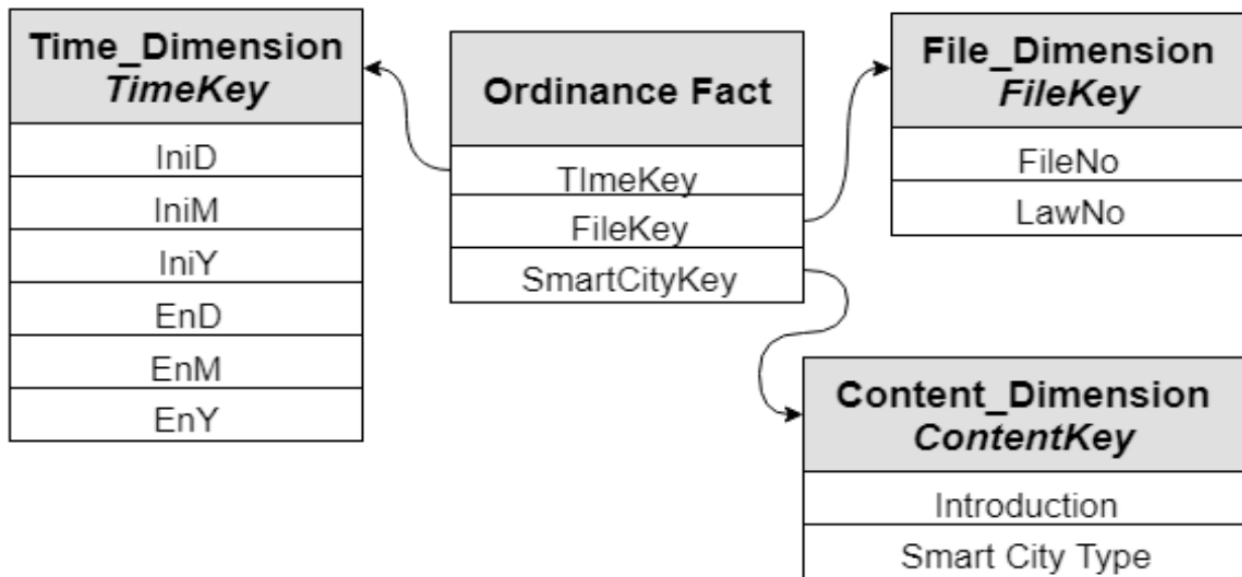 Time_Dimension
TimeKey
IniD
IniM
IniY
EnD
EnM
EnY
Ordinance Fact
TImeKey
FileKey
SmartCityKey
File_Dimension
FileKey
FileNo
LawNo
Content_Dimension
ContentKey
Introduction
Smart City Type